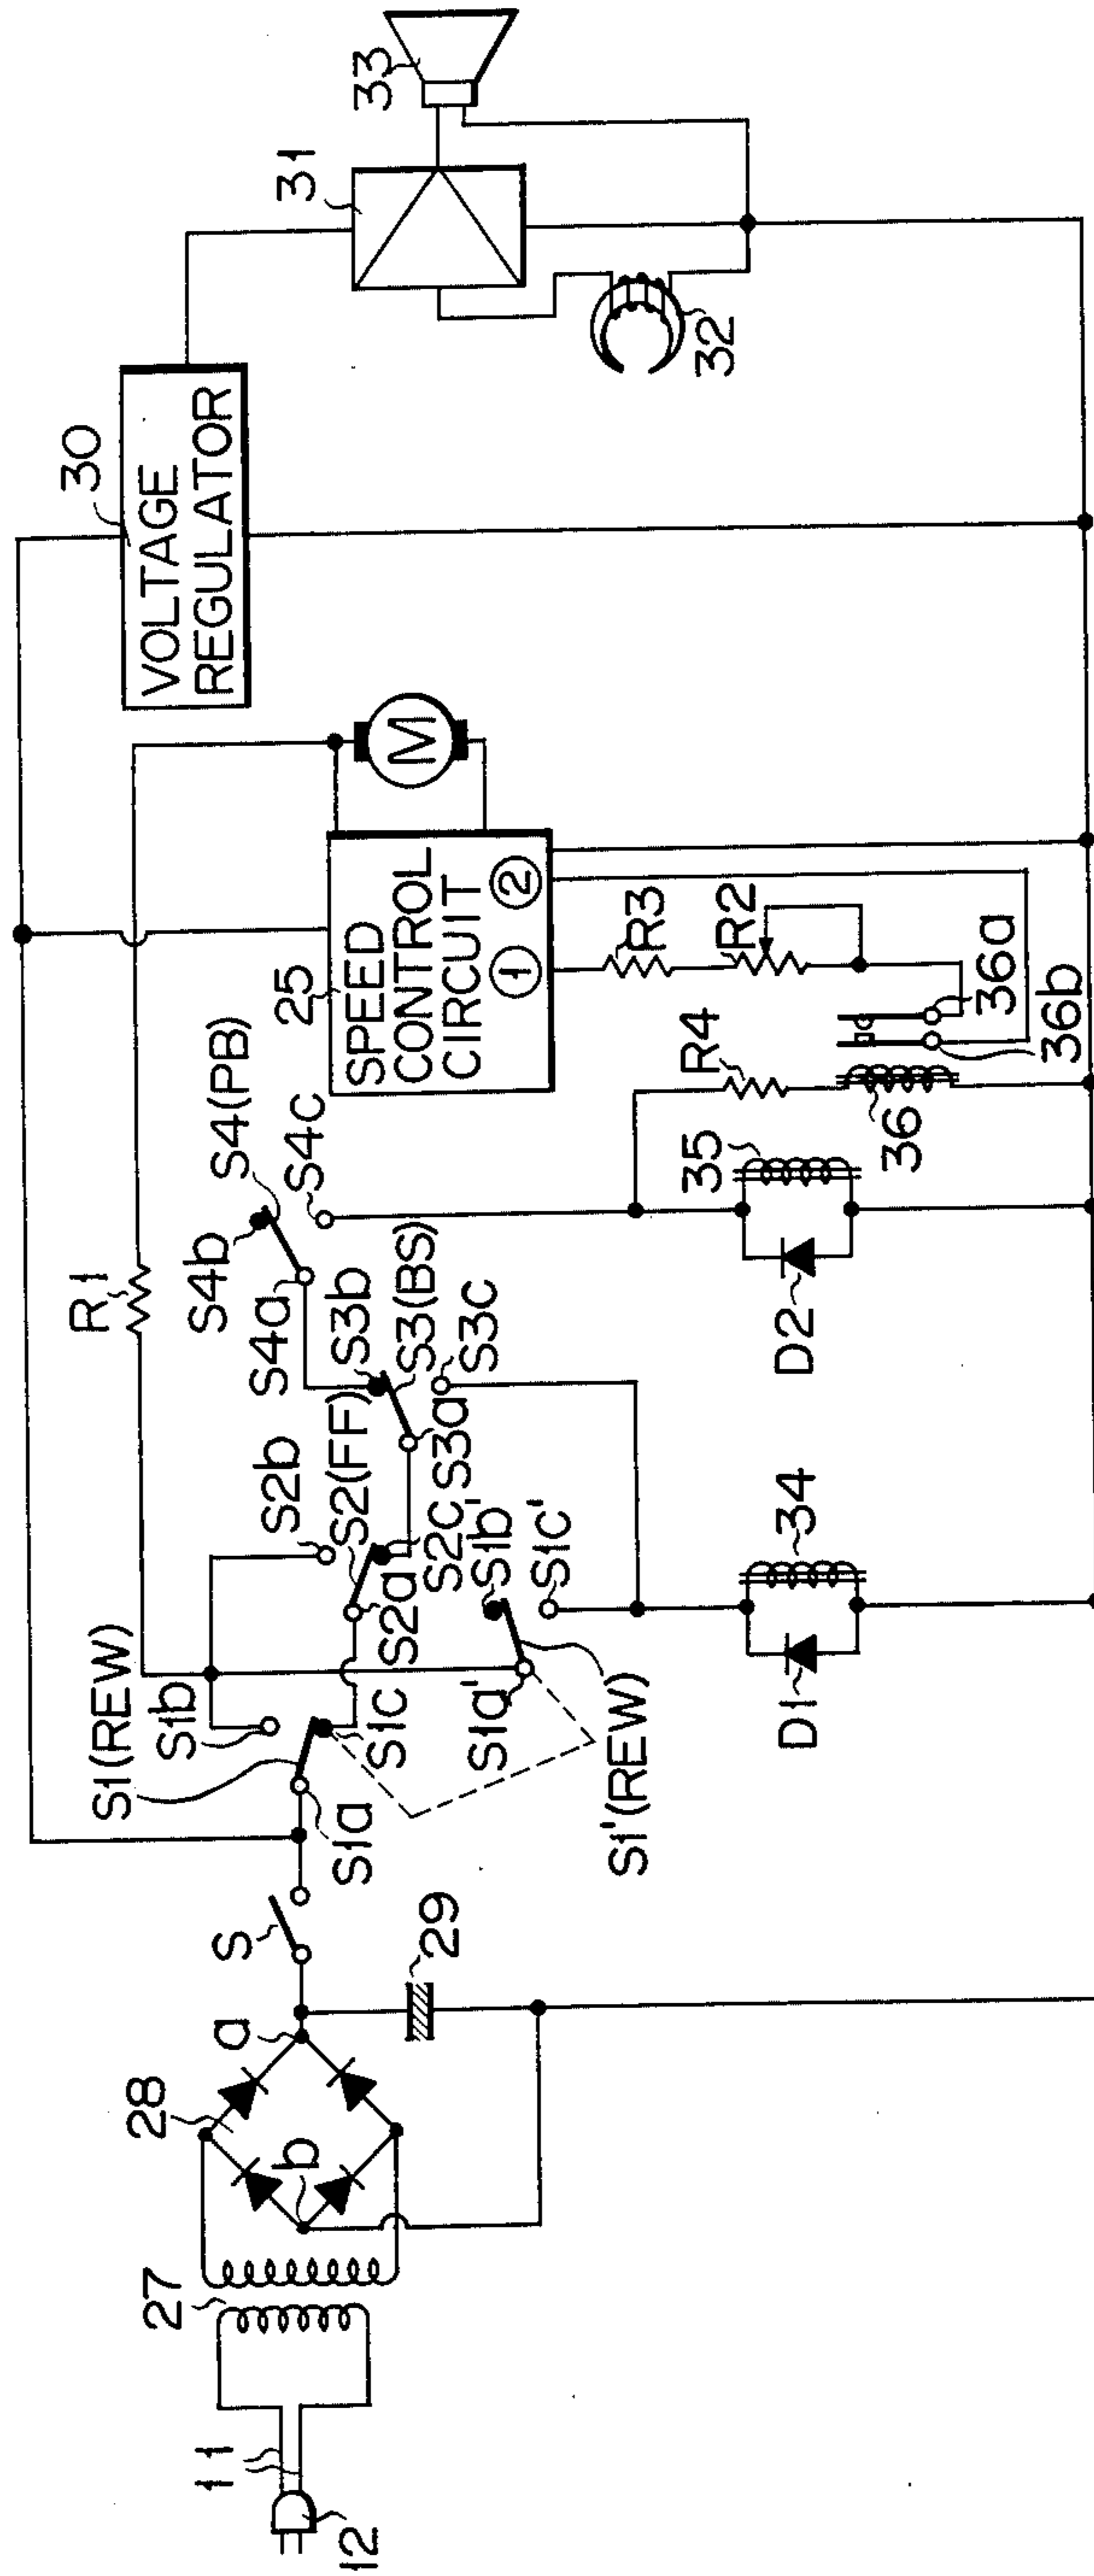 11
12
27
28
a
b
29
S
S1(REW)
S1b
S1a
S1c
S2b
S2(FF)
S2a
S2c
S1'(REW)
S1a'
S1b'
S1c'
S3b
S3(BS)
S3a
S3c
S4b
S4(PB)
S4a
S4c
R1
D1
34
D2
35
R4
36
36a
36b
R3
R2
25
SPEED
CONTROL
CIRCUIT
1
2
M
30
VOLTAGE
REGULATOR
31
32
33